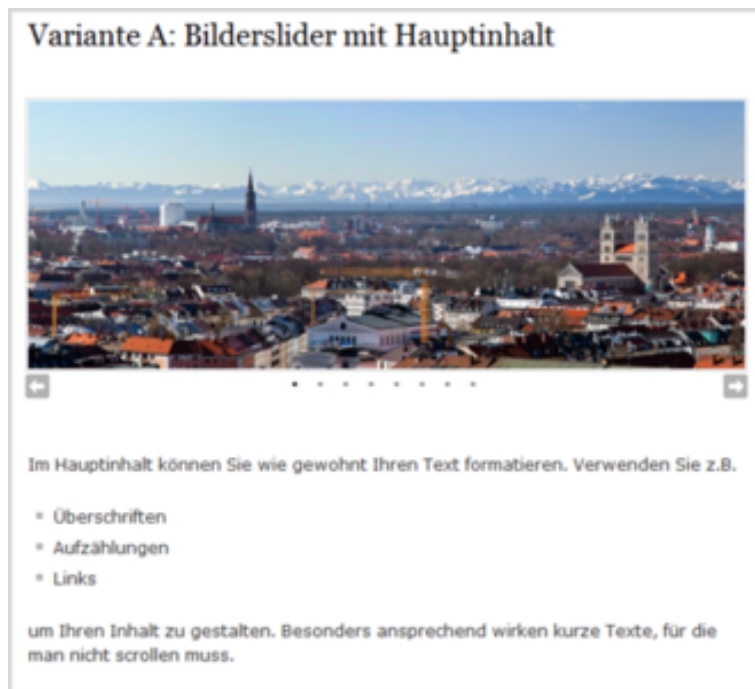 Variante A: Bilderslider mit Hauptinhalt
Im Hauptinhalt können Sie wie gewohnt Ihren Text formatieren. Verwenden Sie z.B.
Überschriften
Aufzählungen
Links
um Ihren Inhalt zu gestalten. Besonders ansprechend wirken kurze Texte, für die
man nicht scrollen muss.